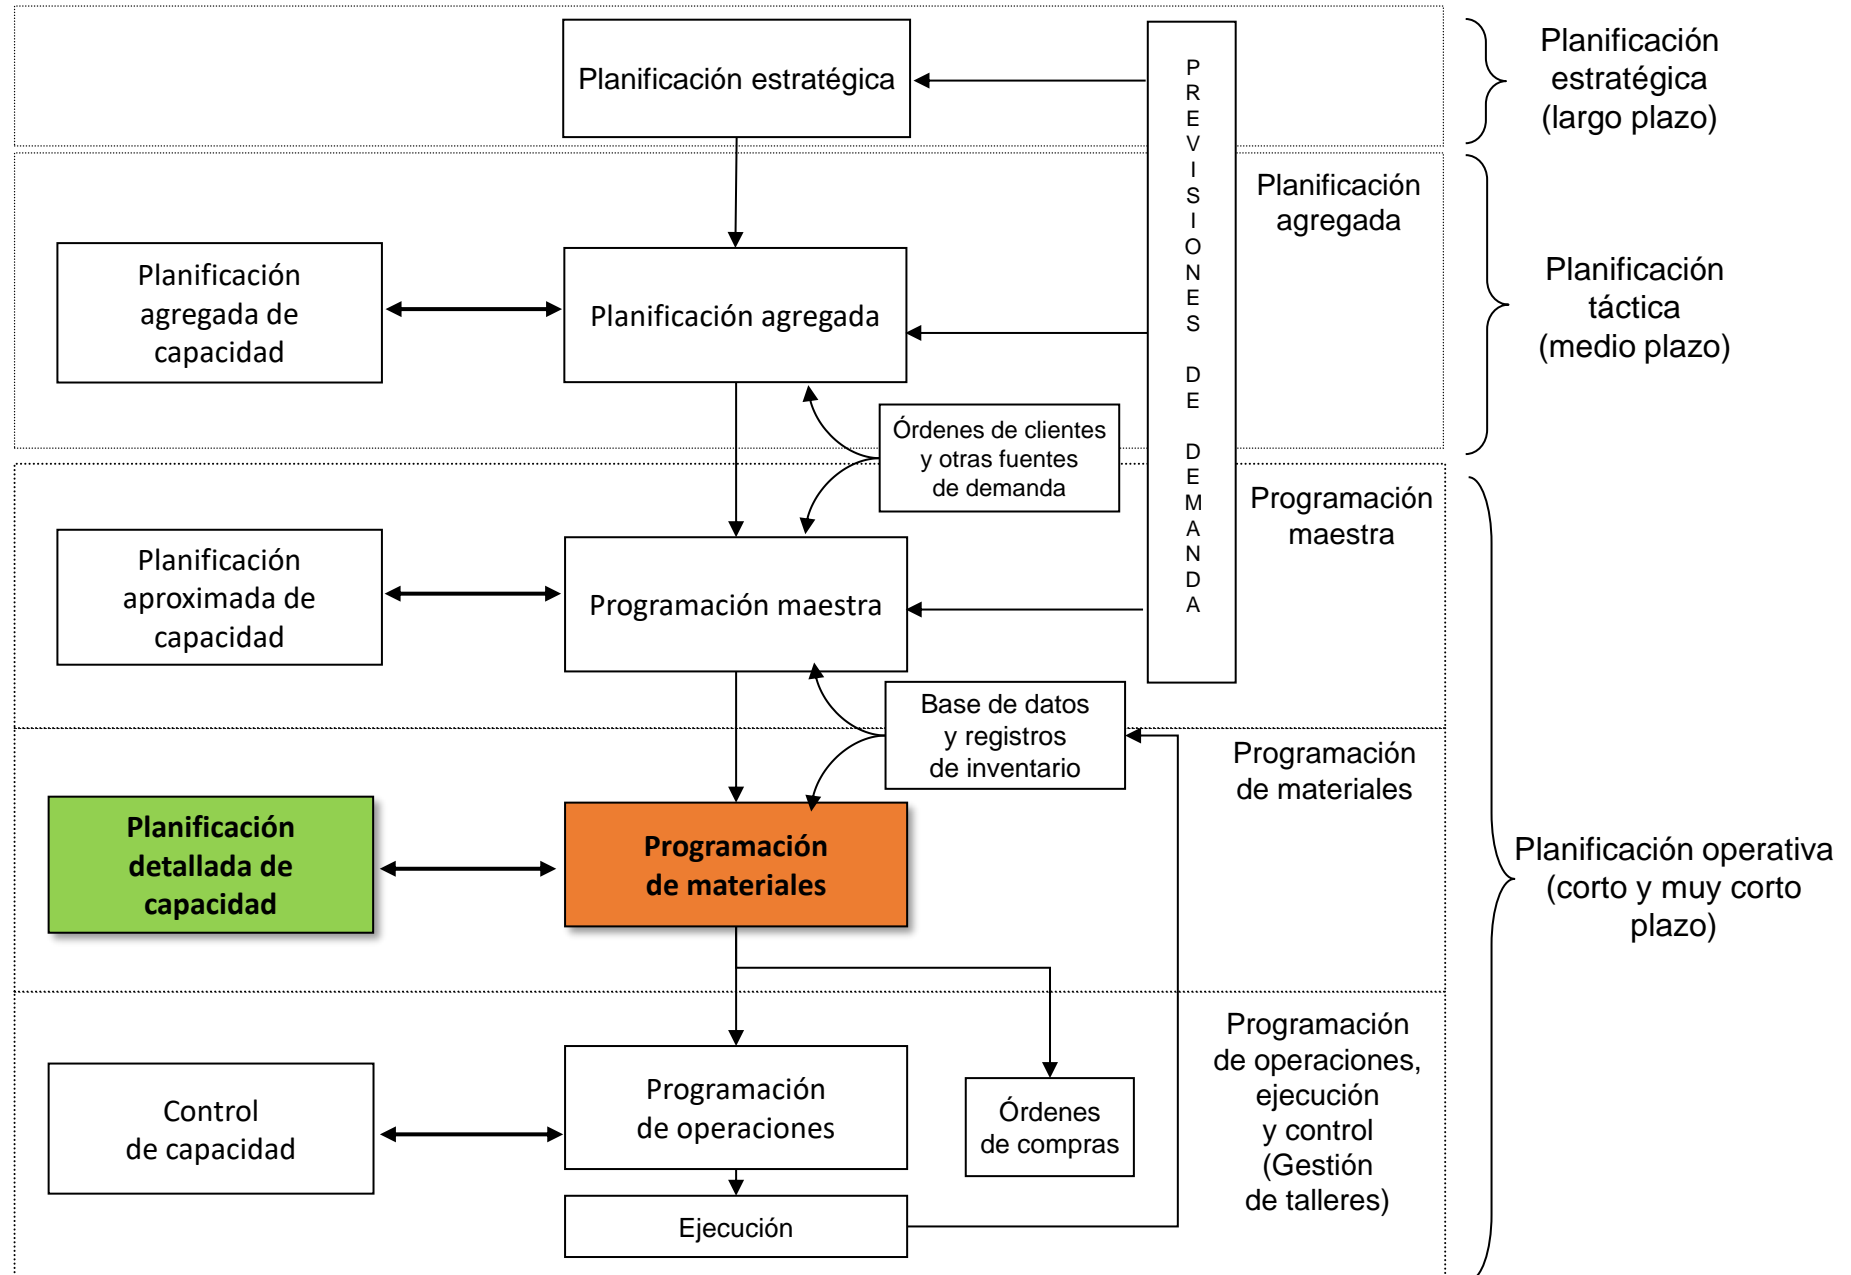 Planificación estratégica
P
R
E
V
I
S
I
O
N
E
S
D
E
D
E
M
A
N
D
A
Planificación
estratégica
(largo plazo)
Planificación
agregada
Planificación
agregada de
capacidad
Planificación agregada
Planificación
táctica
(medio plazo)
Órdenes de clientes
y otras fuentes
de demanda
Programación
maestra
Planificación
aproximada de
capacidad
Programación maestra
Base de datos
y registros
de inventario
Programación
de materiales
Planificación
detallada de
capacidad
Programación
de materiales
Planificación operativa
(corto y muy corto
plazo)
Programación
de operaciones,
ejecución
y control
(Gestión
de talleres)
Control
de capacidad
Programación
de operaciones
Órdenes
de compras
Ejecución